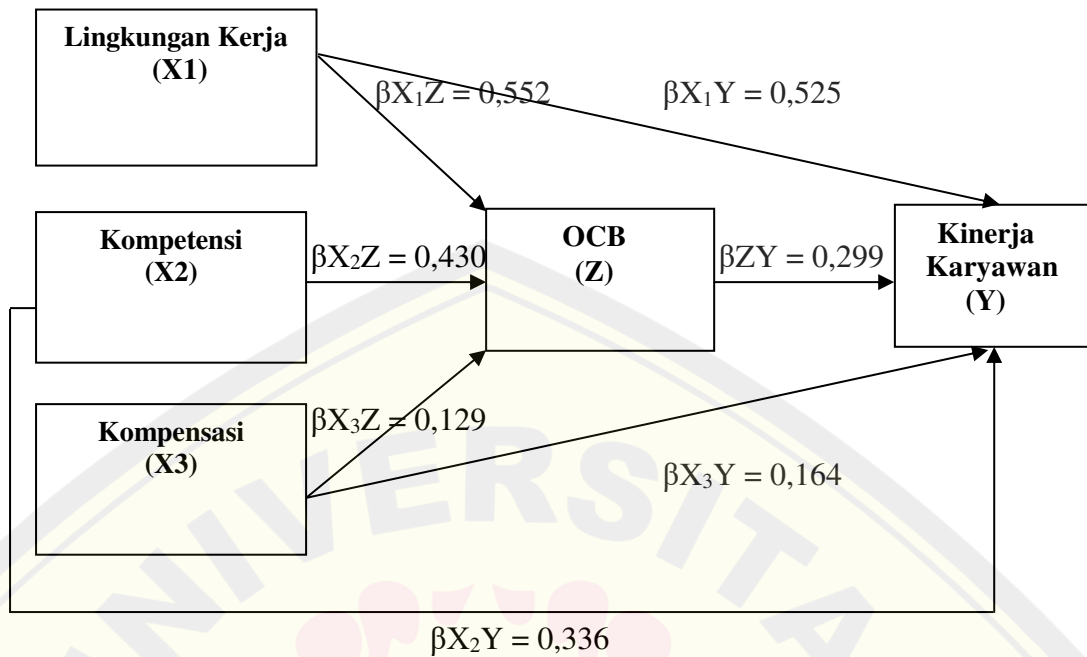 Lingkungan Kerja
(X1)
βX₁Z = 0,552
βX₁Y = 0,525
Kompetensi
(X2)
βX₂Z = 0,430
OCB
(Z)
βZY = 0,299
Kinerja
Karyawan
(Y)
Kompensasi
(X3)
βX₃Z = 0,129
βX₃Y = 0,164
βX₂Y = 0,336
UNIVERSITA